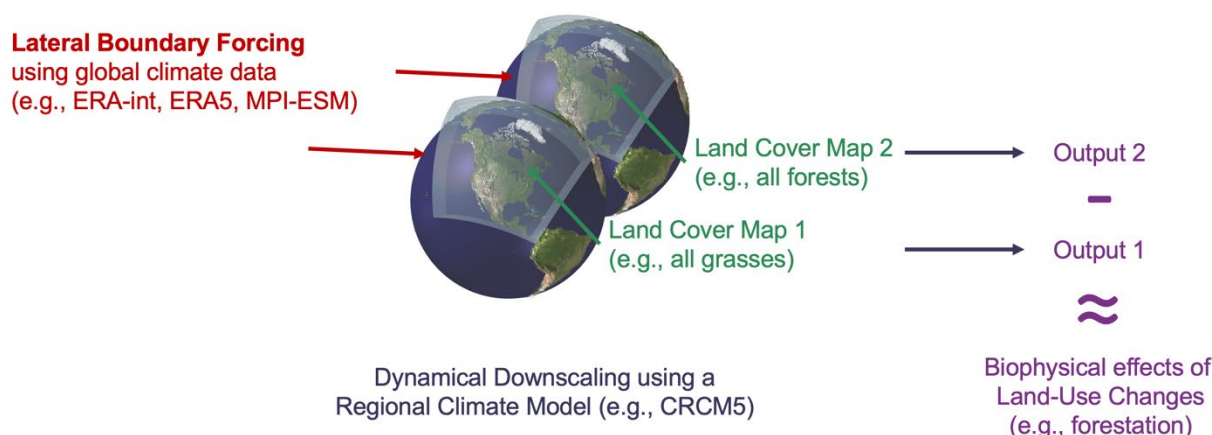 Lateral Boundary Forcing
using global climate data
(e.g., ERA-int, ERA5, MPI-ESM)
Land Cover Map 2
(e.g., all forests)
Output 2
-
Land Cover Map 1
(e.g., all grasses)
Output 1
≈
Dynamical Downscaling using a
Regional Climate Model (e.g., CRCM5)
Biophysical effects of
Land-Use Changes
(e.g., forestation)